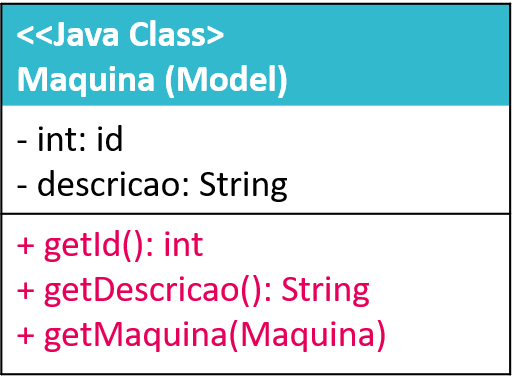 <<Java Class>
Maquina (Model)
- int: id
- descricao: String
+ getId(): int
+ getDescricao(): String
+ getMaquina(Maquina)